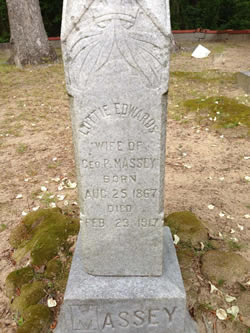 LOTTIE EDWARDS
WIFE OF
GEO P. MASSEY
BORN
AUG 25 1867
DIED
FEB 23, 1917
MASSEY